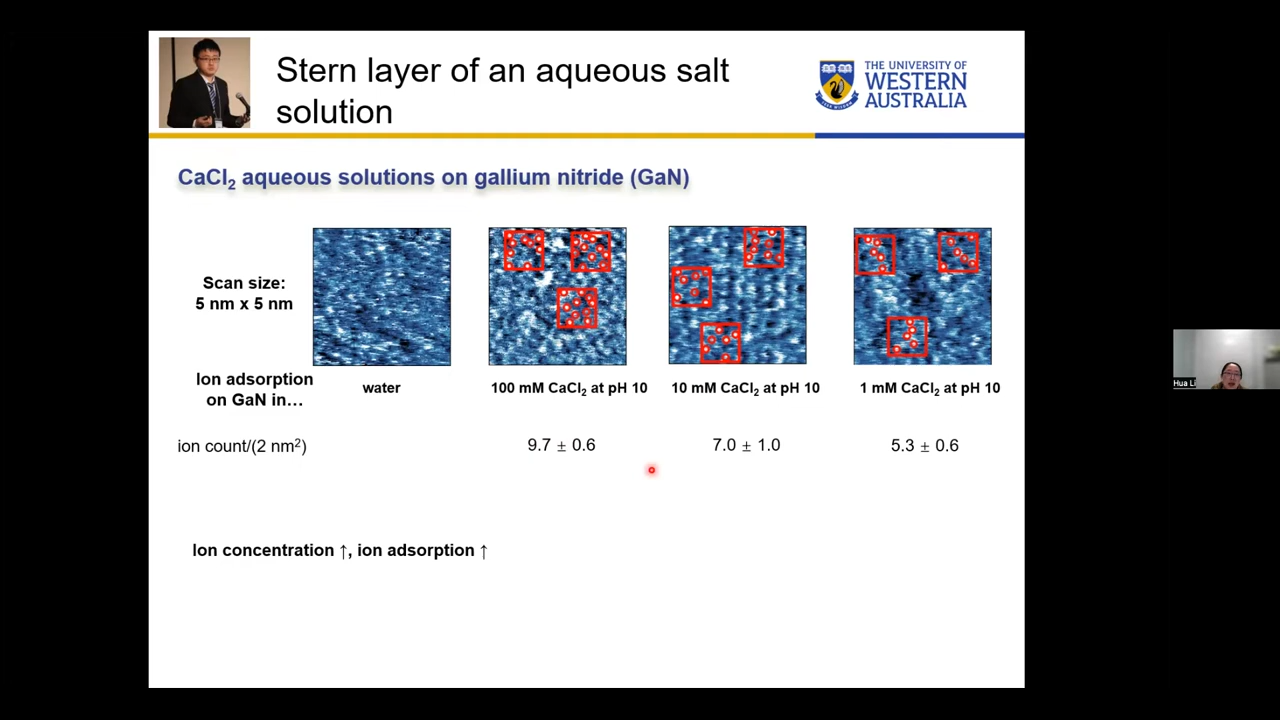 Stern layer of an aqueous salt
solution
THE UNIVERSITY OF
WESTERN
AUSTRALIA
CaCl₂ aqueous solutions on gallium nitride (GaN)
Scan size:
5 nm x 5 nm
Ion adsorption
on GaN in…
water
100 mM CaCl₂ at pH 10
10 mM CaCl₂ at pH 10
1 mM CaCl₂ at pH 10
ion count/(2 nm²)
9.7 ± 0.6
7.0 ± 1.0
5.3 ± 0.6
Ion concentration ↑, ion adsorption ↑
Hua Li